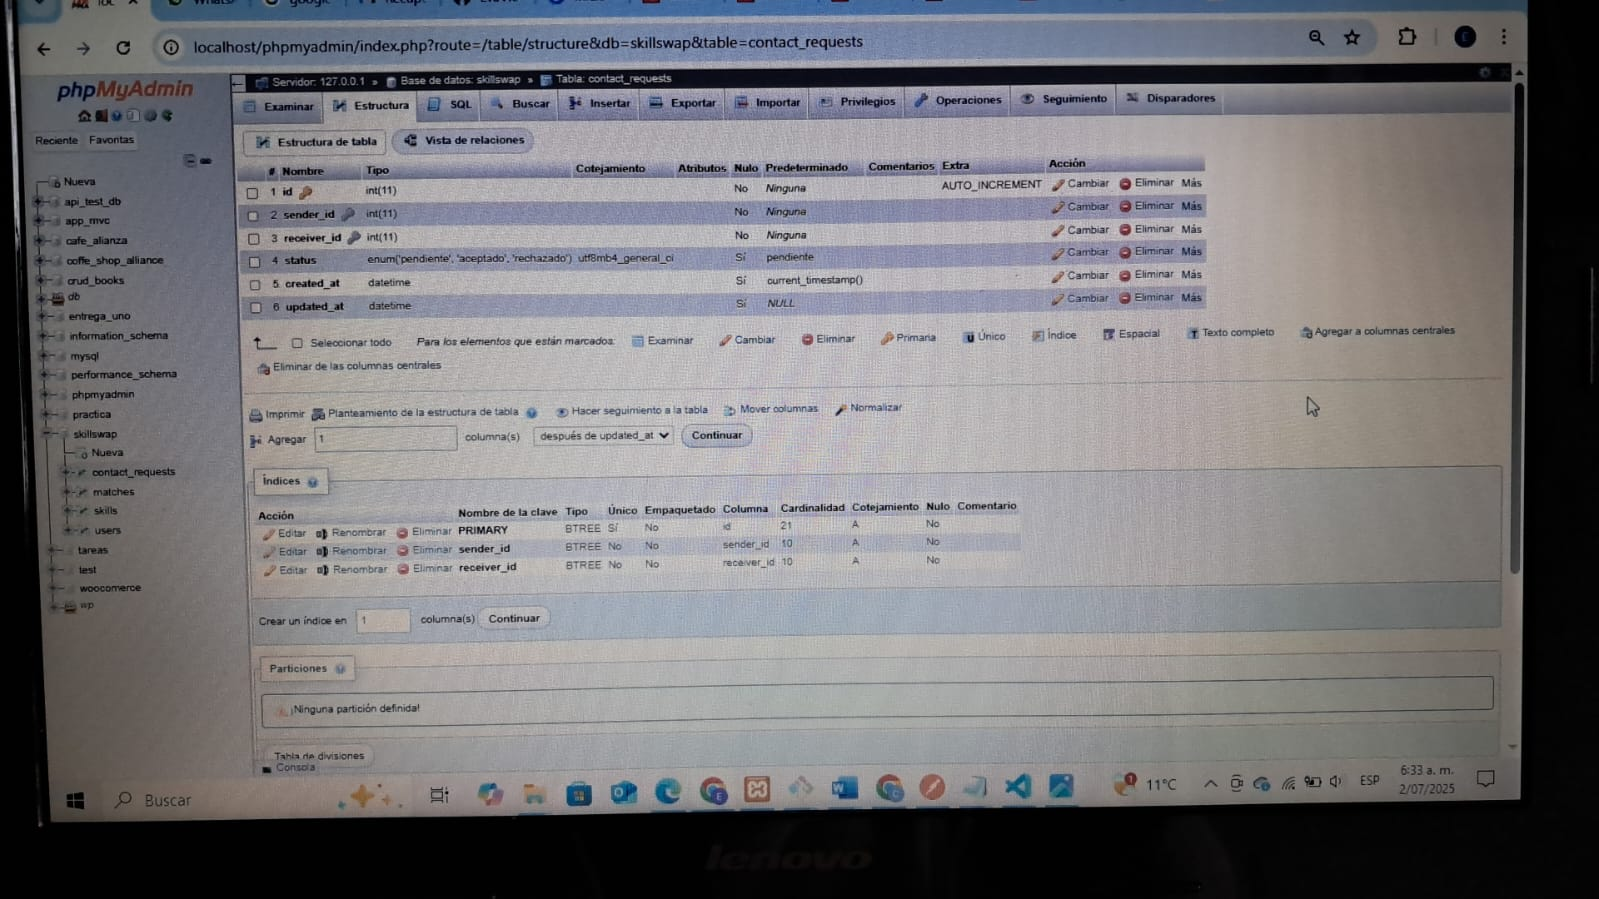 localhost/phpmyadmin/index.php?route=/table/structure&db=skillswap&table=contact_requests
phpMyAdmin
Reciente Favoritas
Nueva
api_test_db
app_mvc
cafe_alianza
coffe_shop_alliance
crud_books
db
entrega_uno
information_schema
mysql
performance_schema
phpmyadmin
practica
skillswap
Nueva
contact_requests
matches
skills
users
tareas
test
woocomerce
wp
Servidor: 127.0.0.1 » Base de datos: skillswap » Tabla: contact_requests
Examinar Estructura SQL Buscar Insertar Exportar Importar Privilegios Operaciones Seguimiento Disparadores
Estructura de tabla Vista de relaciones
# Nombre Tipo Cotejamiento Atributos Nulo Predeterminado Comentarios Extra Acción
1 id int(11) No Ninguna AUTO_INCREMENT Cambiar Eliminar Más
2 sender_id int(11) No Ninguna Cambiar Eliminar Más
3 receiver_id int(11) No Ninguna Cambiar Eliminar Más
4 status enum('pendiente', 'aceptado', 'rechazado') utf8mb4_general_ci Sí pendiente Cambiar Eliminar Más
5 created_at datetime Sí current_timestamp() Cambiar Eliminar Más
6 updated_at datetime Sí NULL Cambiar Eliminar Más
Seleccionar todo Para los elementos que están marcados: Examinar Cambiar Eliminar Primaria Único Índice Espacial Texto completo Agregar a columnas centrales
Eliminar de las columnas centrales
Imprimir Planteamiento de la estructura de tabla Hacer seguimiento a la tabla Mover columnas Normalizar
Agregar 1 columna(s) después de updated_at Continuar
Índices
Acción Nombre de la clave Tipo Único Empaquetado Columna Cardinalidad Cotejamiento Nulo Comentario
Editar Renombrar Eliminar PRIMARY BTREE Sí No id 21 A No
Editar Renombrar Eliminar sender_id BTREE No No sender_id 10 A No
Editar Renombrar Eliminar receiver_id BTREE No No receiver_id 10 A No
Crear un índice en 1 columna(s) Continuar
Particiones
¡Ninguna partición definida!
Tabla de divisiones
Consola
Buscar
11°C
ESP
6:33 a. m.
2/07/2025
lenovo